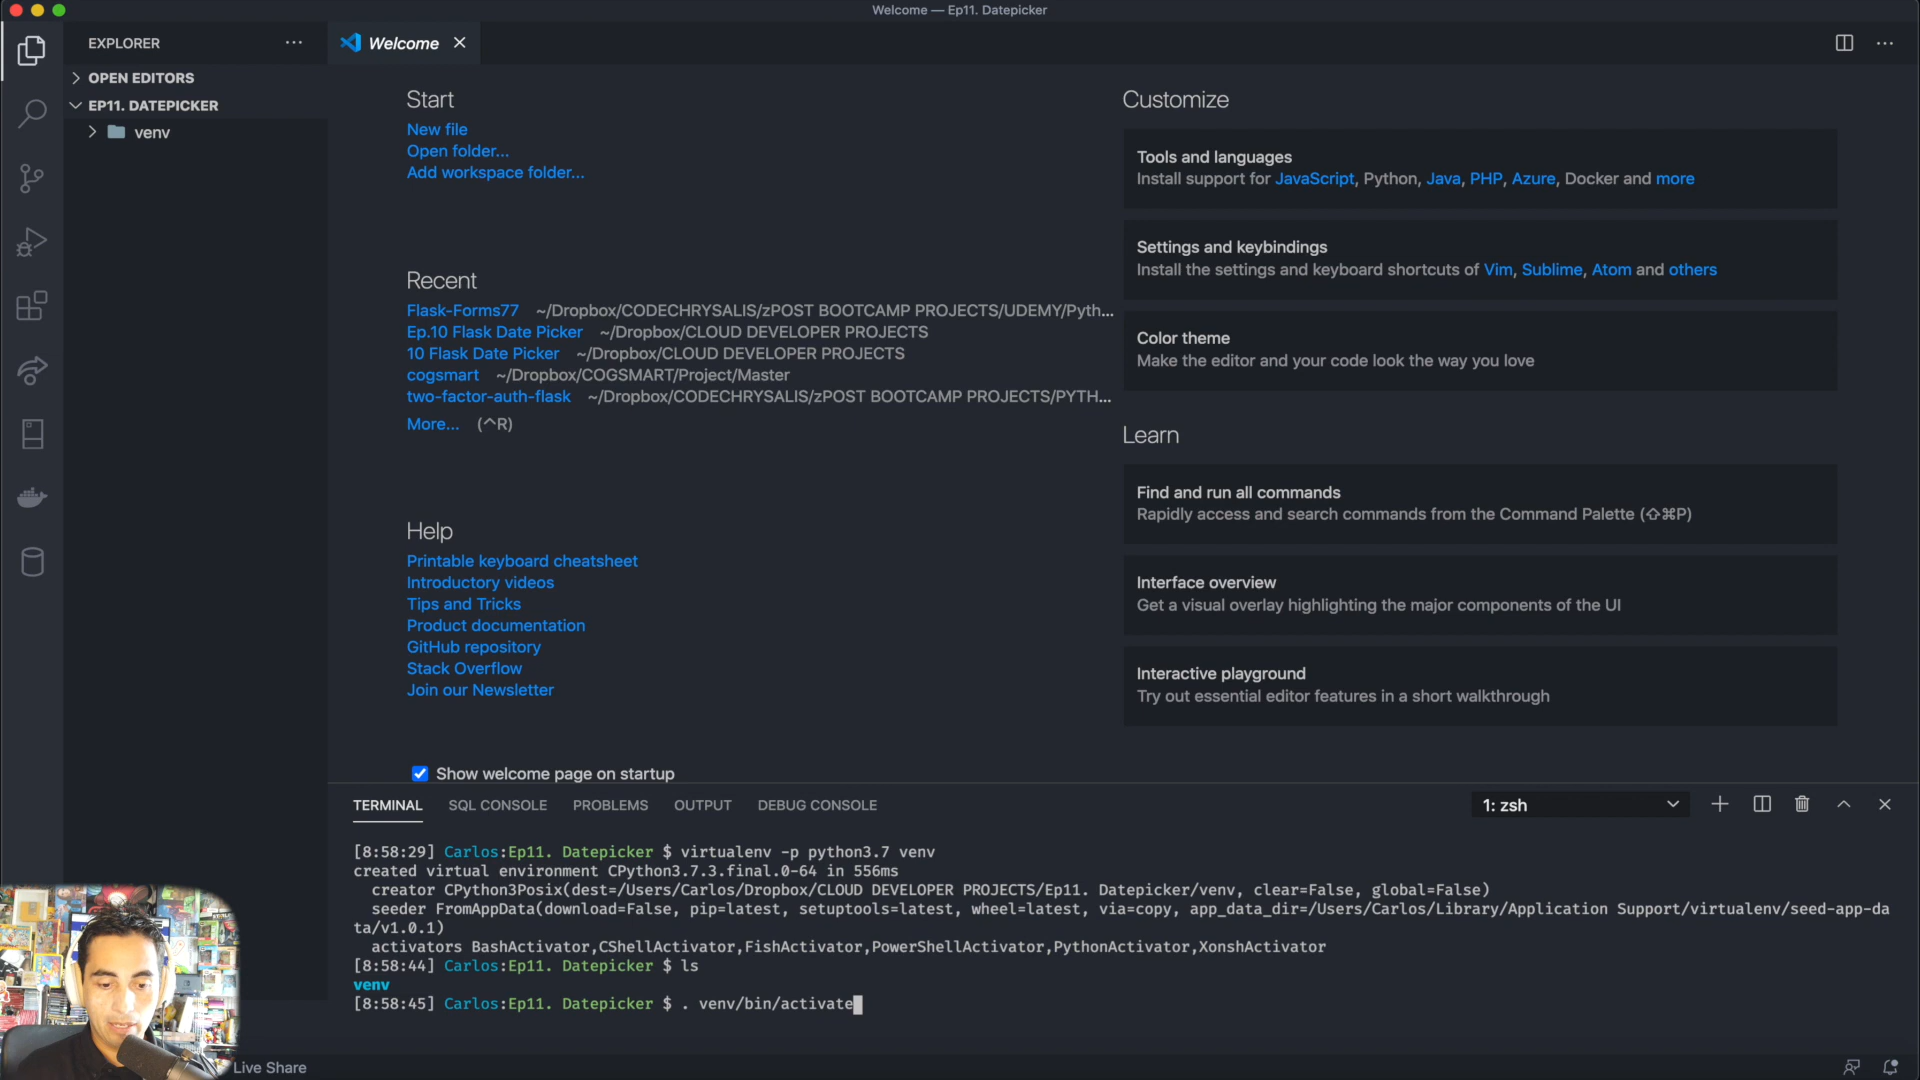 Welcome — Ep11. Datepicker
EXPLORER
Welcome
OPEN EDITORS
EP11. DATEPICKER
venv
Start
New file
Open folder...
Add workspace folder...
Recent
Flask-Forms77 ~/Dropbox/CODECHRYSALIS/zPOST BOOTCAMP PROJECTS/UDEMY/Pyth...
Ep.10 Flask Date Picker ~/Dropbox/CLOUD DEVELOPER PROJECTS
10 Flask Date Picker ~/Dropbox/CLOUD DEVELOPER PROJECTS
cogsmart ~/Dropbox/COGSMART/Project/Master
two-factor-auth-flask ~/Dropbox/CODECHRYSALIS/zPOST BOOTCAMP PROJECTS/PYTH...
More... (^R)
Help
Printable keyboard cheatsheet
Introductory videos
Tips and Tricks
Product documentation
GitHub repository
Stack Overflow
Join our Newsletter
Show welcome page on startup
Customize
Tools and languages
Install support for JavaScript, Python, Java, PHP, Azure, Docker and more
Settings and keybindings
Install the settings and keyboard shortcuts of Vim, Sublime, Atom and others
Color theme
Make the editor and your code look the way you love
Learn
Find and run all commands
Rapidly access and search commands from the Command Palette (⇧⌘P)
Interface overview
Get a visual overlay highlighting the major components of the UI
Interactive playground
Try out essential editor features in a short walkthrough
TERMINAL SQL CONSOLE PROBLEMS OUTPUT DEBUG CONSOLE
1: zsh
[8:58:29] Carlos:Ep11. Datepicker $ virtualenv -p python3.7 venv
created virtual environment CPython3.7.3.final.0-64 in 556ms
creator CPython3Posix(dest=/Users/Carlos/Dropbox/CLOUD DEVELOPER PROJECTS/Ep11. Datepicker/venv, clear=False, global=False)
seeder FromAppData(download=False, pip=latest, setuptools=latest, wheel=latest, via=copy, app_data_dir=/Users/Carlos/Library/Application Support/virtualenv/seed-app-da
ta/v1.0.1)
activators BashActivator,CShellActivator,FishActivator,PowerShellActivator,PythonActivator,XonshActivator
[8:58:44] Carlos:Ep11. Datepicker $ ls
venv
[8:58:45] Carlos:Ep11. Datepicker $ . venv/bin/activate
Live Share